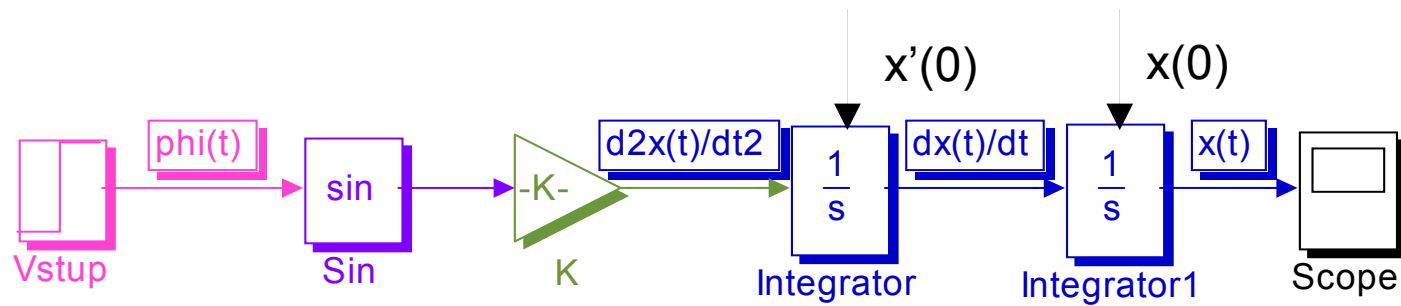 x’(0)
x(0)
phi(t)
d2x(t)/dt2
dx(t)/dt
x(t)
sin
-K-
1
s
1
s
Vstup
Sin
K
Integrator
Integrator1
Scope